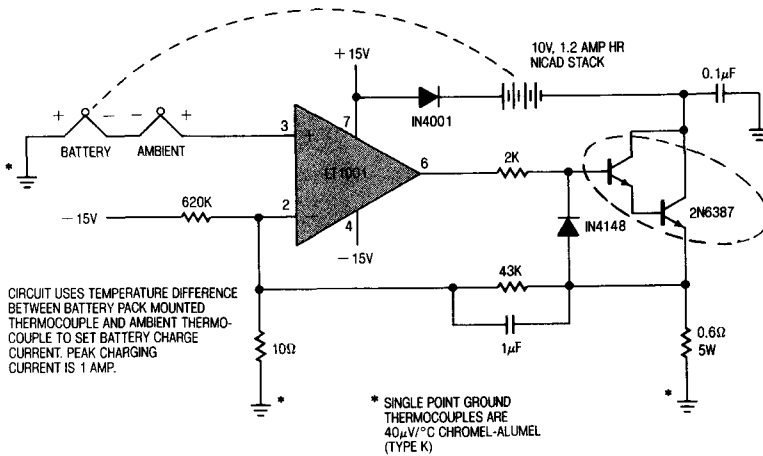 10V, 1.2 AMP HR
NICAD STACK
+15V
0.1µF
IN4001
+ - - +
BATTERY
AMBIENT
*
3
+
7
LT1001
6
2K
2N6387
-15V
620K
2
-
4
-15V
IN4148
43K
1µF
CIRCUIT USES TEMPERATURE DIFFERENCE
BETWEEN BATTERY PACK MOUNTED
THERMOCOUPLE AND AMBIENT THERMO-
COUPLE TO SET BATTERY CHARGE
CURRENT. PEAK CHARGING
CURRENT IS 1 AMP.
10Ω
*
0.6Ω
5W
*
* SINGLE POINT GROUND
THERMOCOUPLES ARE
40µV/°C CHROMEL-ALUMEL
(TYPE K)